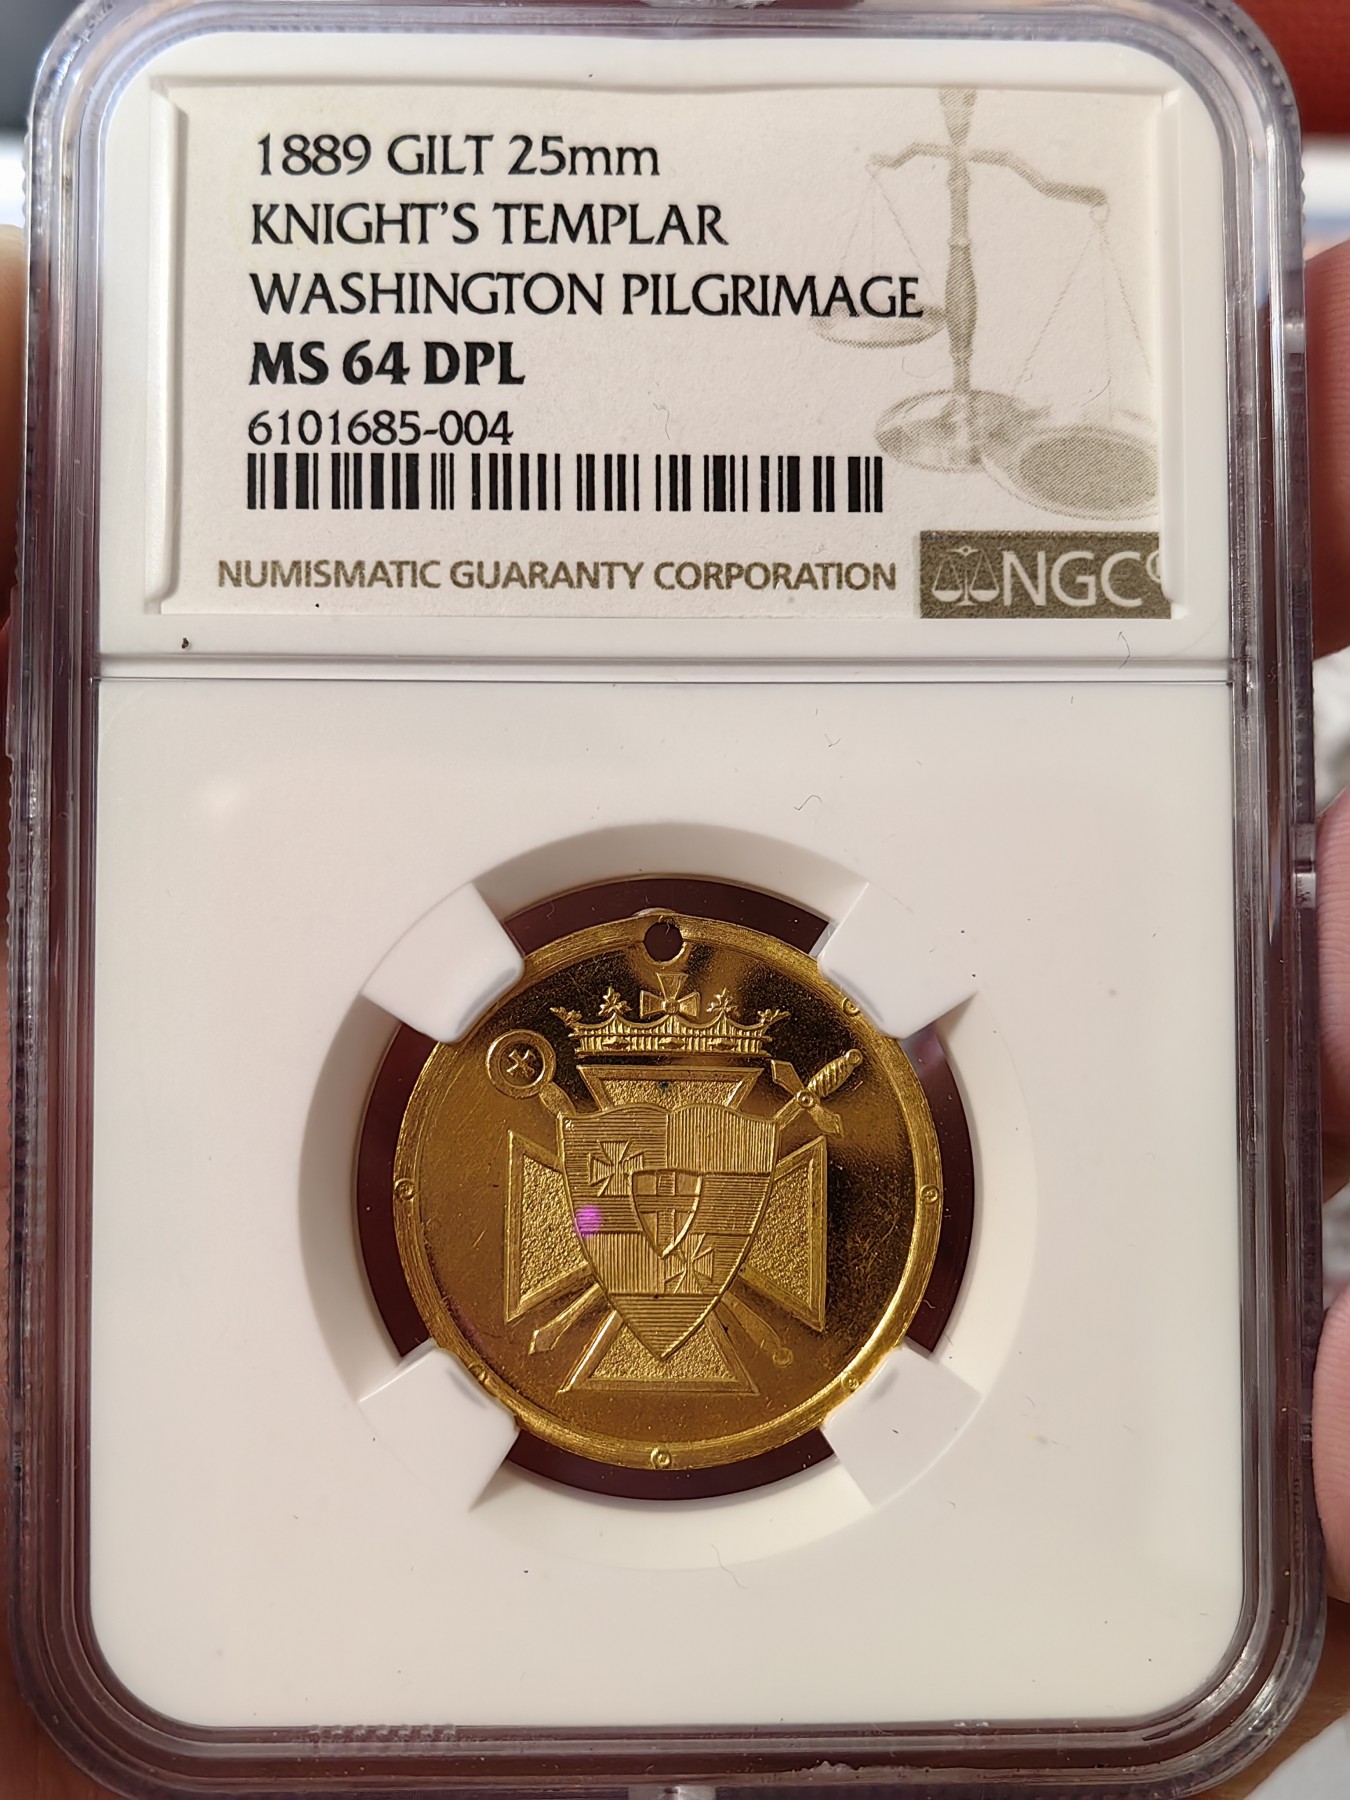 1889 GILT 25mm
KNIGHT'S TEMPLAR
WASHINGTON PILGRIMAGE
MS 64 DPL
6101685-004
NUMISMATIC GUARANTY CORPORATION
NGC